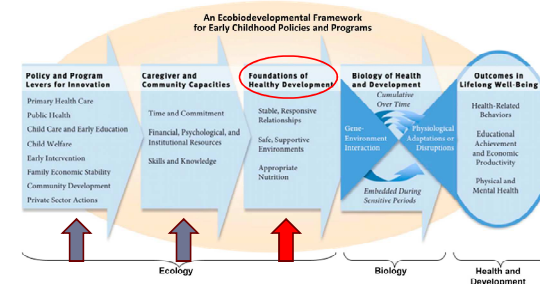 An Ecobiodevelopmental Framework
for Early Childhood Policies and Programs
Policy and Program
Levers for Innovation
Primary Health Care
Public Health
Child Care and Early Education
Child Welfare
Early Intervention
Family Economic Stability
Community Development
Private Sector Actions
Caregiver and
Community Capacities
Time and Commitment
Financial, Psychological, and
Institutional Resources
Skills and Knowledge
Foundations of
Healthy Development
Stable, Responsive
Relationships
Safe, Supportive
Environments
Appropriate
Nutrition
Biology of Health
and Development
Cumulative
Over Time
Gene-
Environment
Interaction
Physiological
Adaptations or
Disruptions
Embedded During
Sensitive Periods
Outcomes in
Lifelong Well-Being
Health-Related
Behaviors
Educational
Achievement
and Economic
Productivity
Physical and
Mental Health
Ecology
Biology
Health and
Development